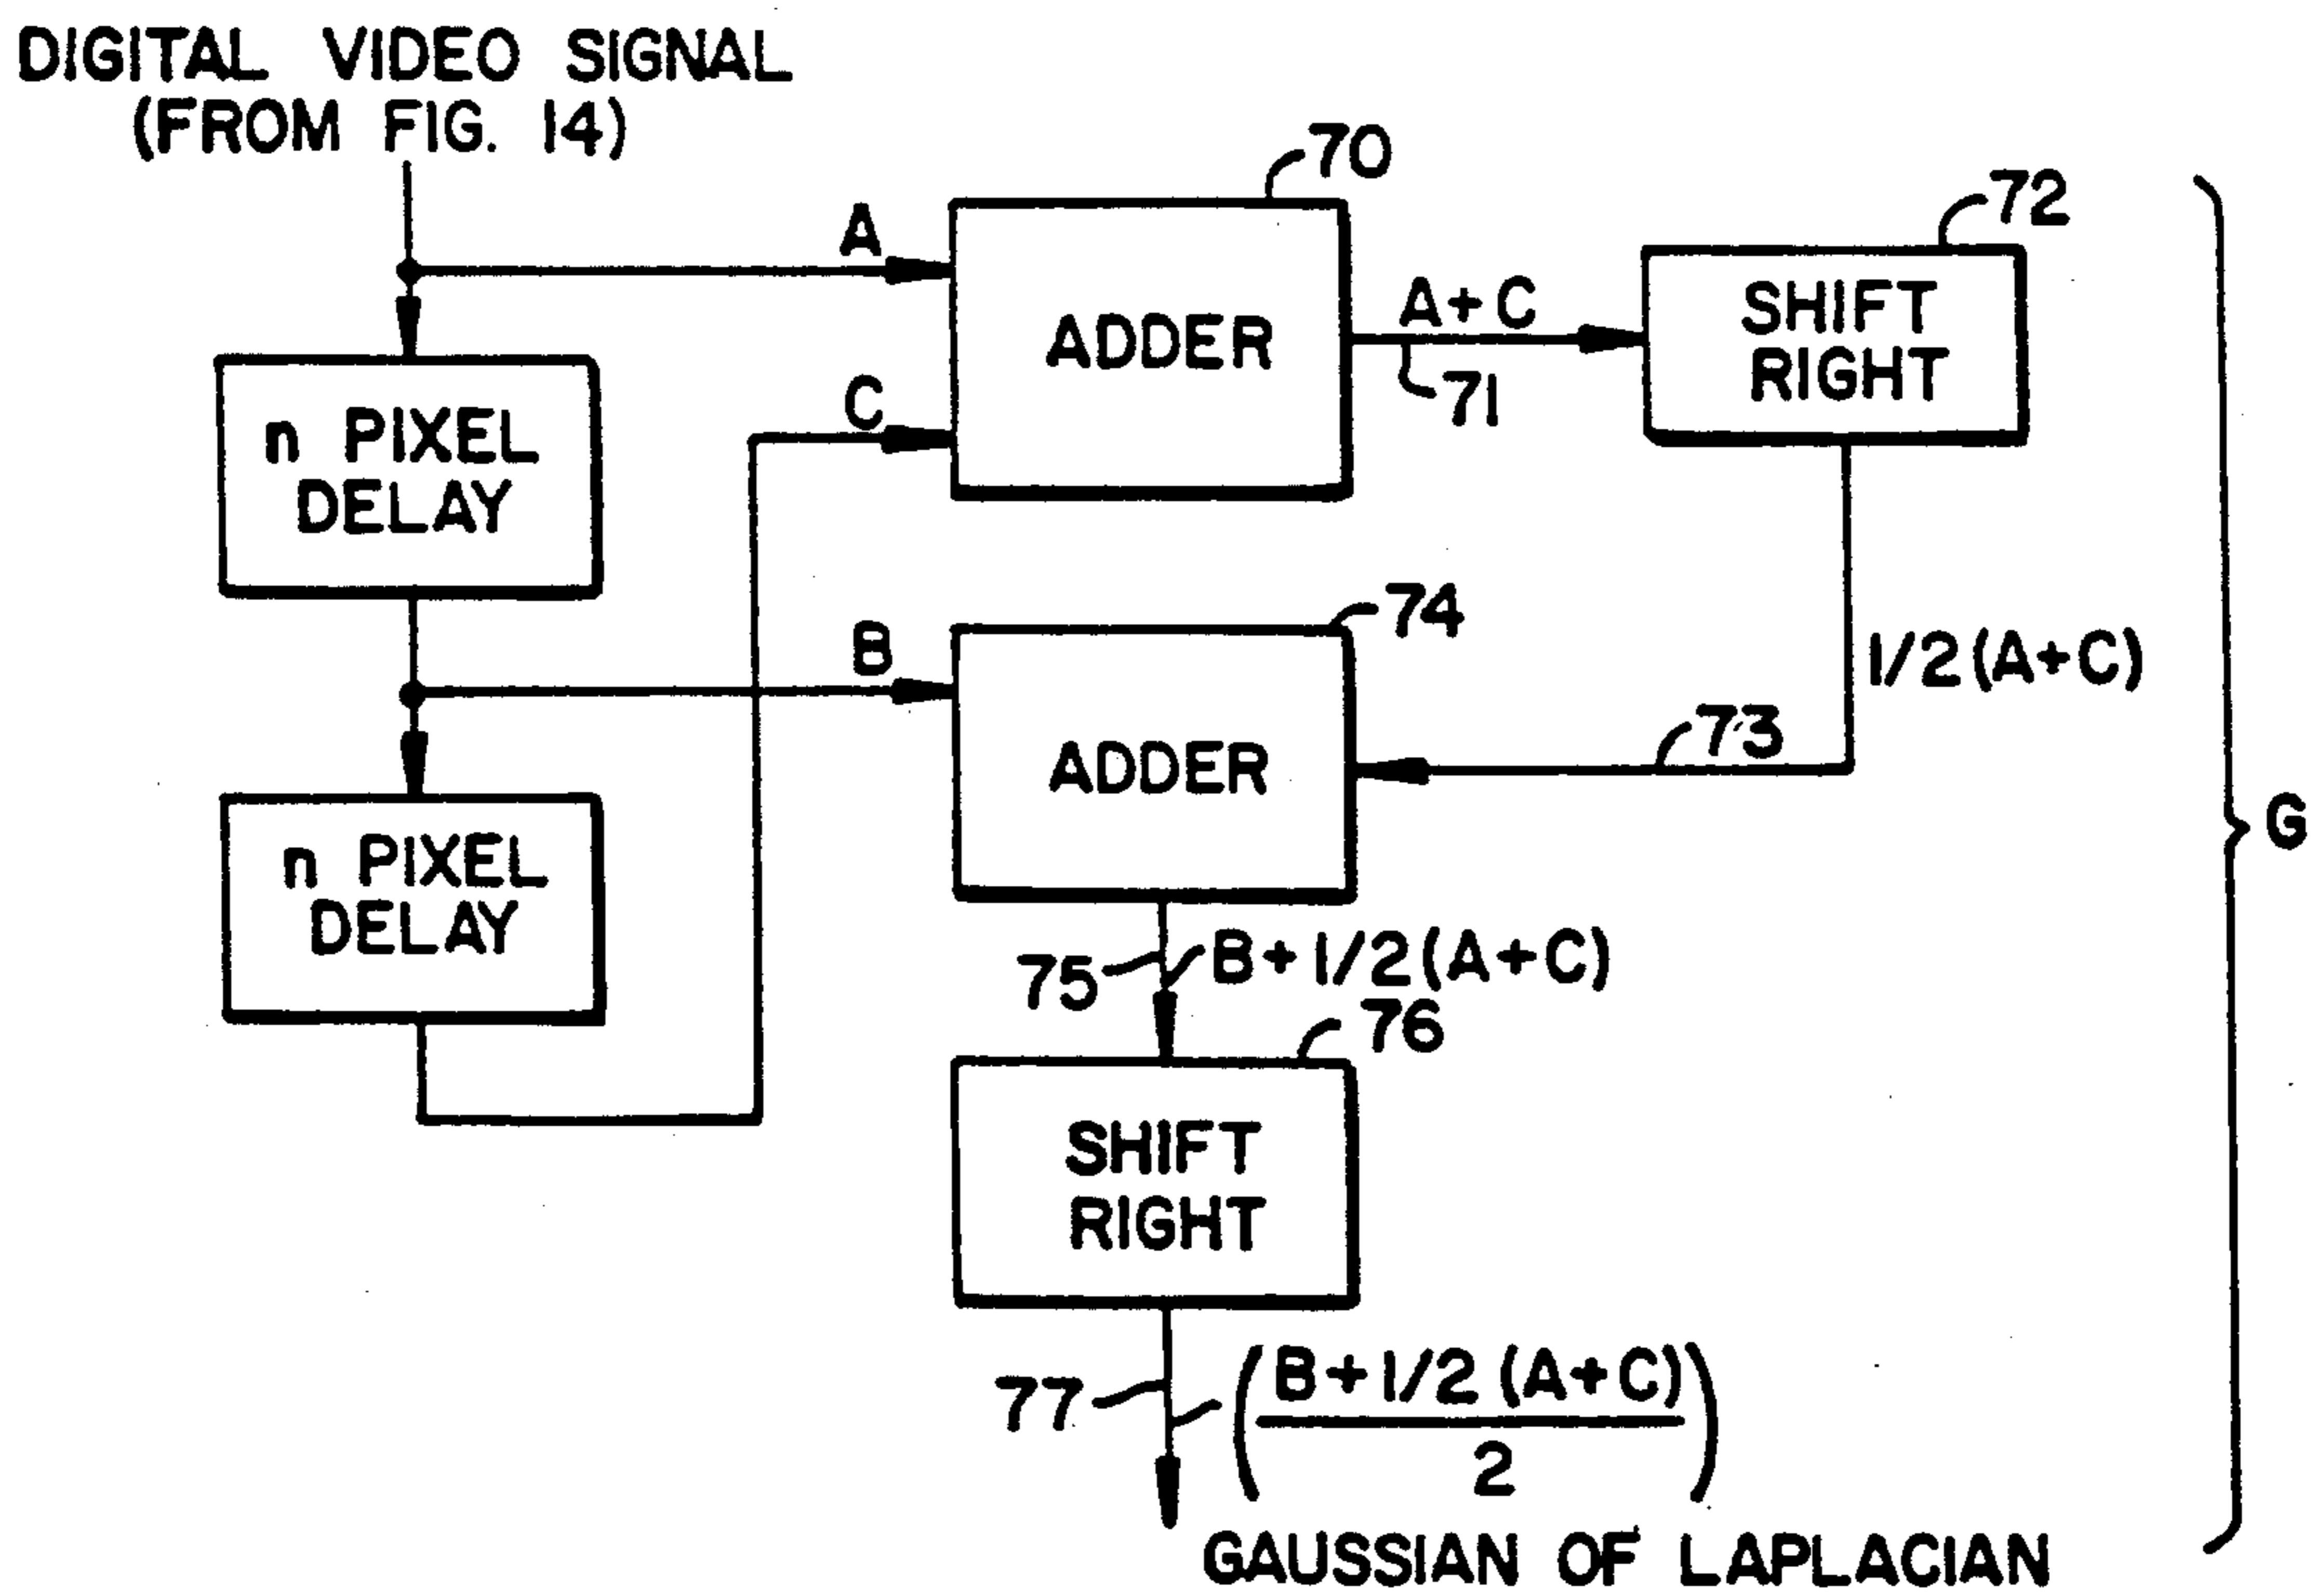 DIGITAL VIDEO SIGNAL
(FROM FIG. 14)
70
72
A
ADDER
A+C
71
SHIFT
RIGHT
C
n PIXEL
DELAY
74
B
ADDER
1/2(A+C)
73
n PIXEL
DELAY
75
B+1/2(A+C)
76
G
SHIFT
RIGHT
77
(B+1/2 (A+C))
2
GAUSSIAN OF LAPLACIAN